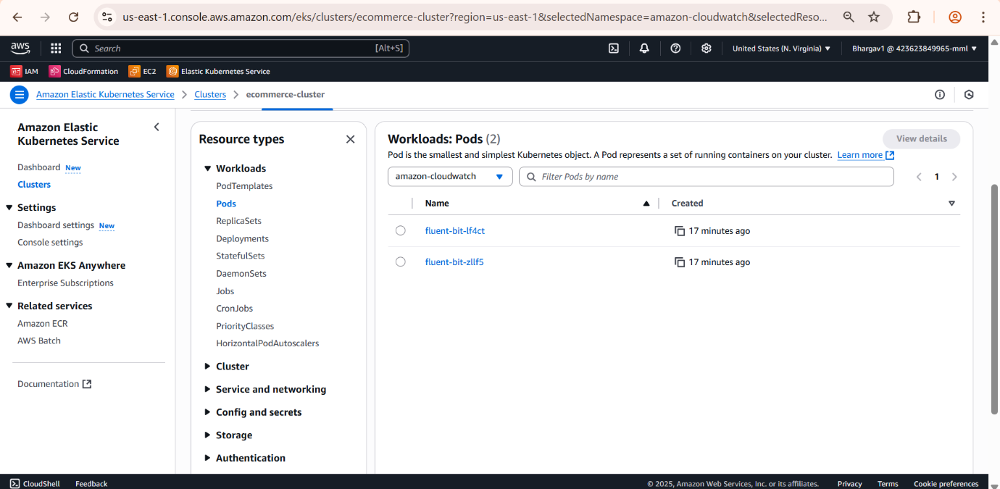 us-east-1.console.aws.amazon.com/eks/clusters/ecommerce-cluster?region=us-east-1&selectedNamespace=amazon-cloudwatch&selectedReso...
aws
Search [Alt+S]
United States (N. Virginia)
Bhargav1 @ 423623849965-mml
IAM
CloudFormation
EC2
Elastic Kubernetes Service
Amazon Elastic Kubernetes Service
Clusters
ecommerce-cluster
Amazon Elastic
Kubernetes Service
Dashboard New
Clusters
Settings
Dashboard settings New
Console settings
Amazon EKS Anywhere
Enterprise Subscriptions
Related services
Amazon ECR
AWS Batch
Documentation
Resource types
Workloads
PodTemplates
Pods
ReplicaSets
Deployments
StatefulSets
DaemonSets
Jobs
CronJobs
PriorityClasses
HorizontalPodAutoscalers
Cluster
Service and networking
Config and secrets
Storage
Authentication
Workloads: Pods (2)
View details
Pod is the smallest and simplest Kubernetes object. A Pod represents a set of running containers on your cluster. Learn more
amazon-cloudwatch
Filter Pods by name
1
Name
Created
fluent-bit-lf4ct
17 minutes ago
fluent-bit-zllf5
17 minutes ago
CloudShell
Feedback
© 2025, Amazon Web Services, Inc. or its affiliates.
Privacy
Terms
Cookie preferences